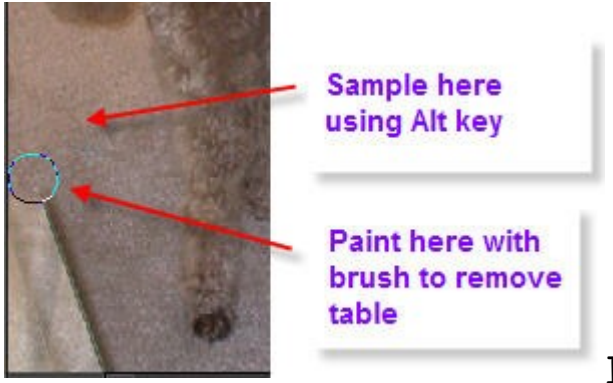 Sample here
using Alt key
Paint here with
brush to remove
table